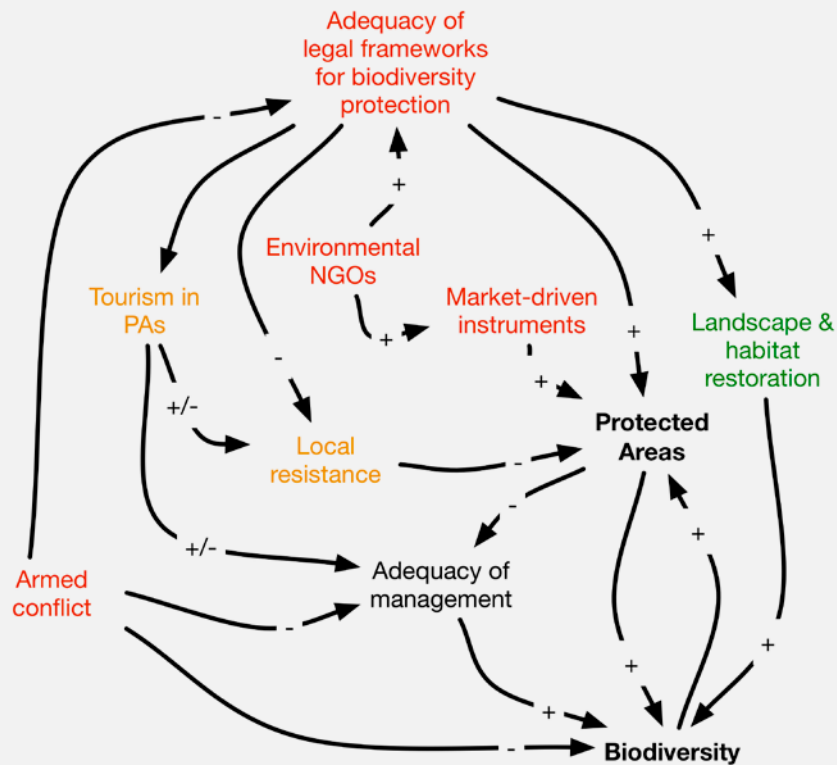 Adequacy of
legal frameworks
for biodiversity
protection
-
+
Environmental
NGOs
+
Tourism in
PAs
Market-driven
instruments
Landscape &
habitat
restoration
+
-
+
+
+/-
Protected
Areas
Local
resistance
-
-
+
+/-
Adequacy of
management
Armed
conflict
-
+
+
+
-
Biodiversity